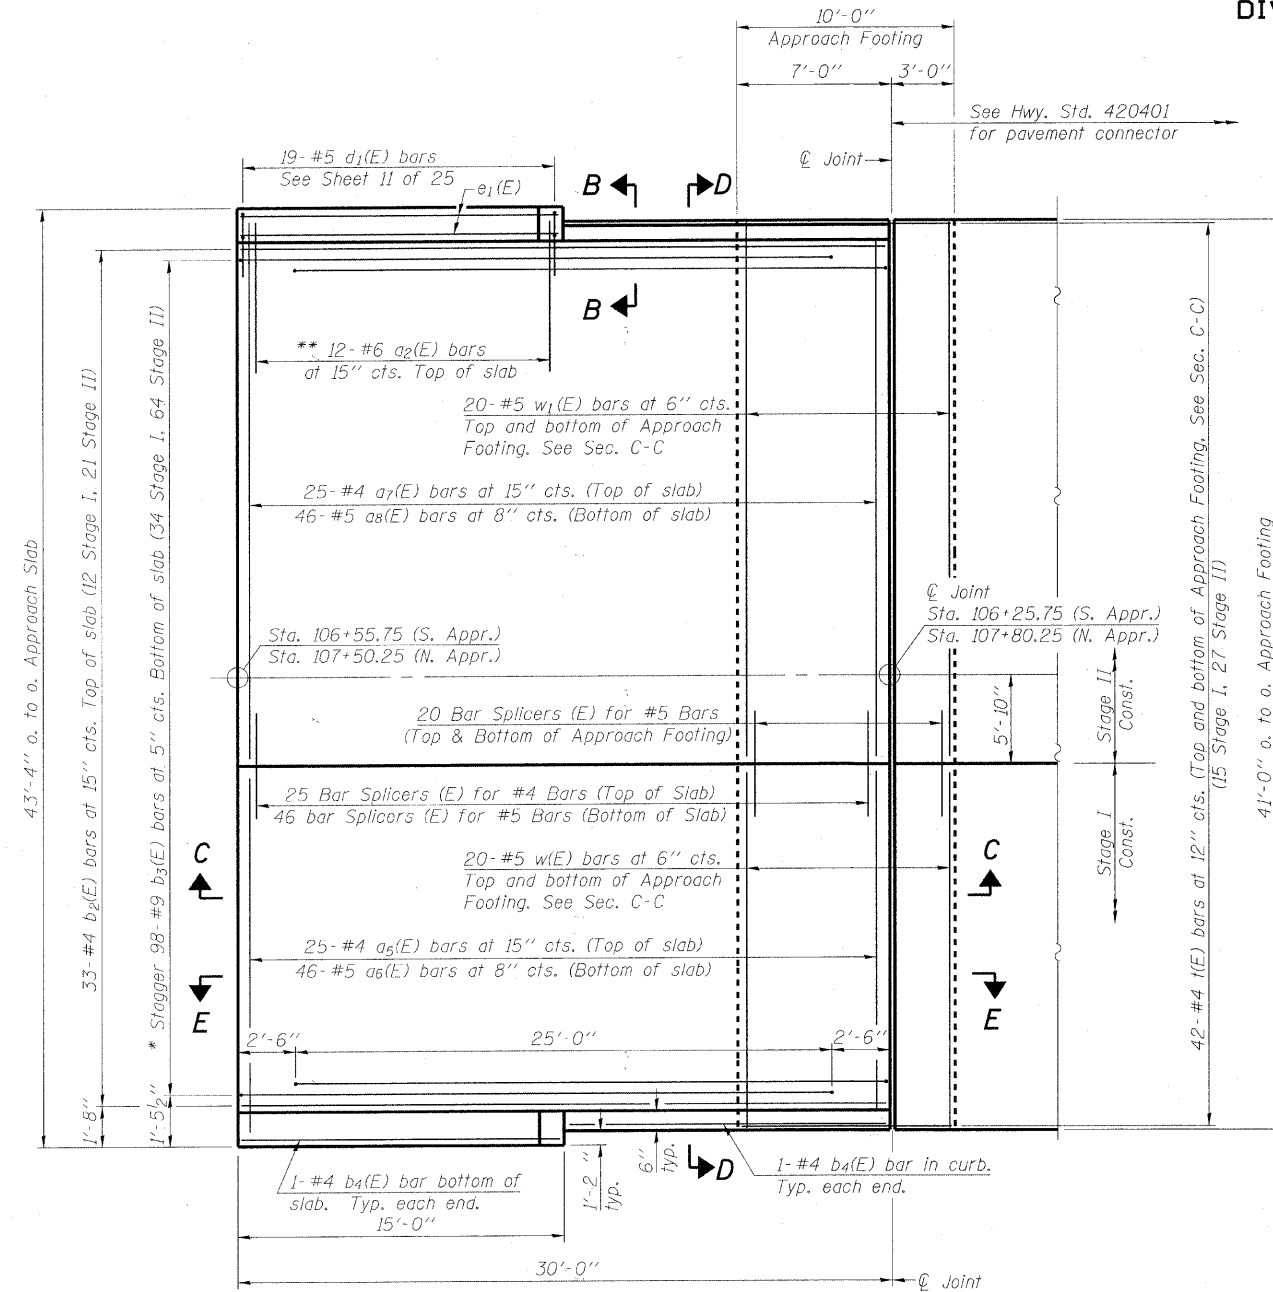 DIV
10'-0"
Approach Footing
7'-0"
3'-0"
See Hwy. Std. 420401
for pavement connector
℄ Joint
19- #5 d1(E) bars
See Sheet 11 of 25
e1(E)
B
D
B
** 12- #6 a2(E) bars
at 15" cts. Top of slab
20- #5 w1(E) bars at 6" cts.
Top and bottom of Approach
Footing. See Sec. C-C
25- #4 a7(E) bars at 15" cts. (Top of slab)
46- #5 a8(E) bars at 8" cts. (Bottom of slab)
43'-4" o. to o. Approach Slab
33- #4 b2(E) bars at 15" cts. Top of slab (12 Stage I, 21 Stage II)
* Stagger 98- #9 b3(E) bars at 5" cts. Bottom of slab (34 Stage I, 64 Stage II)
Sta. 106+55.75 (S. Appr.)
Sta. 107+50.25 (N. Appr.)
℄ Joint
Sta. 106+25.75 (S. Appr.)
Sta. 107+80.25 (N. Appr.)
42- #4 t(E) bars at 12" cts. (Top and bottom of Approach Footing, See Sec. C-C)
(15 Stage I, 27 Stage II)
41'-0" o. to o. Approach Footing
20 Bar Splicers (E) for #5 Bars
(Top & Bottom of Approach Footing)
5'-10"
Stage II
Const.
25 Bar Splicers (E) for #4 Bars (Top of Slab)
46 bar Splicers (E) for #5 Bars (Bottom of Slab)
Stage I
Const.
C
C
20- #5 w(E) bars at 6" cts.
Top and bottom of Approach
Footing. See Sec. C-C
25- #4 a5(E) bars at 15" cts. (Top of slab)
46- #5 a6(E) bars at 8" cts. (Bottom of slab)
E
E
2'-6"
25'-0"
2'-6"
1'-8"
1'-5½"
1- #4 b4(E) bar bottom of
slab. Typ. each end.
1'-2"
typ.
6"
typ.
D
1- #4 b4(E) bar in curb.
Typ. each end.
15'-0"
30'-0"
℄ Joint